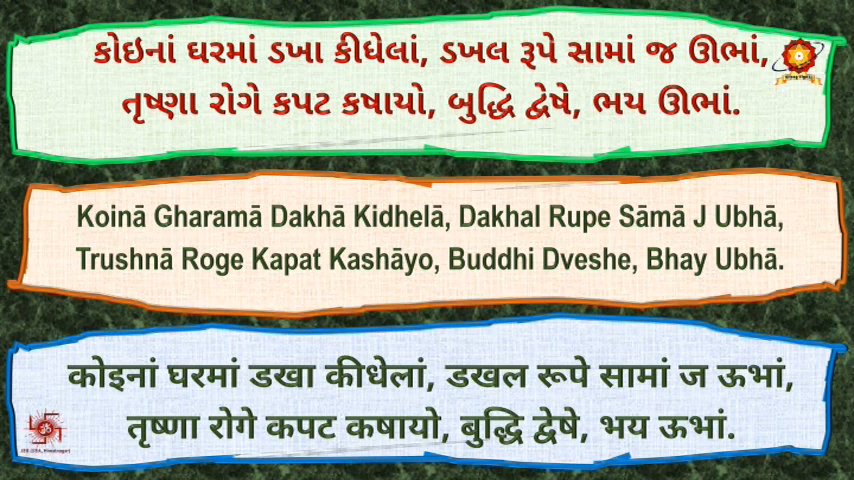 કોઇનાં ઘરમાં ડખા કીધેલાં, ડખલ રૂપે સામાં જ ઊભાં,
તૃષ્ણા રોગે કપટ કષાયો, બુદ્ધિ દ્વેષે, ભય ઊભાં.
Koinā Gharamā Dakhā Kidhelā, Dakhal Rupe Sāmā J Ubhā,
Trushnā Roge Kapat Kashāyo, Buddhi Dveshe, Bhay Ubhā.
कोइनां घरमां डखा कीधेलां, डखल रूपे सामां ज ऊभां,
तृष्णा रोगे कपट कषायो, बुद्धि द्वेषे, भय ऊभां.